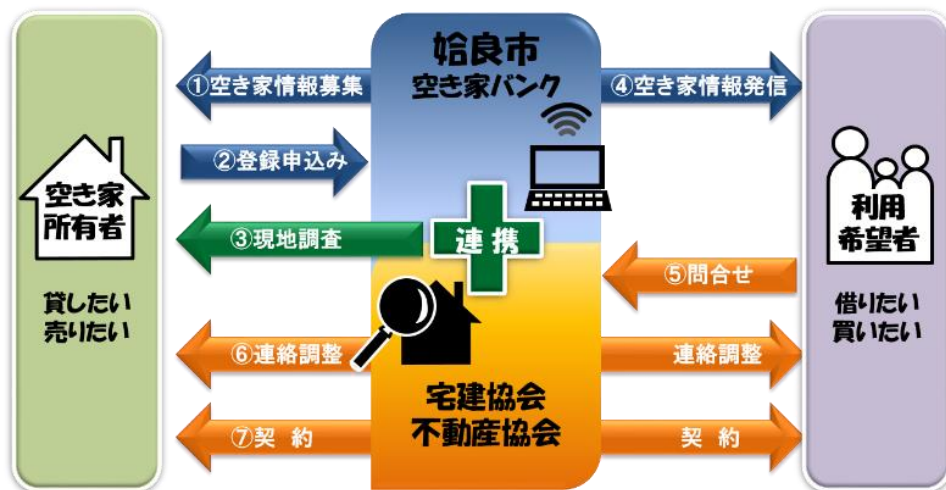 姶良市
空き家バンク
①空き家情報募集
④空き家情報発信
②登録申込み
空き家
所有者
貸したい
売りたい
③現地調査
連携
利用
希望者
借りたい
買いたい
⑤問合せ
⑥連絡調整
連絡調整
宅建協会
不動産協会
⑦契 約
契 約